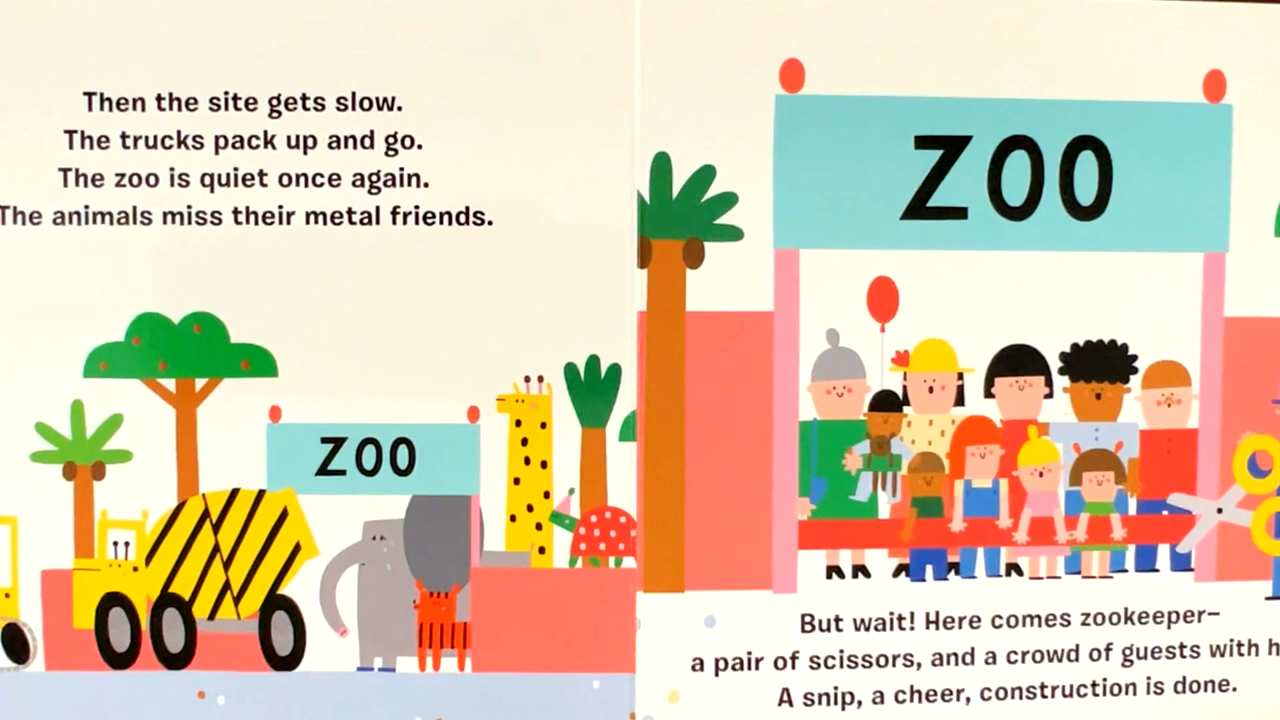 Then the site gets slow.
The trucks pack up and go.
The zoo is quiet once again.
The animals miss their metal friends.
ZOO
ZOO
But wait! Here comes zookeeper–
a pair of scissors, and a crowd of guests with
A snip, a cheer, construction is done.